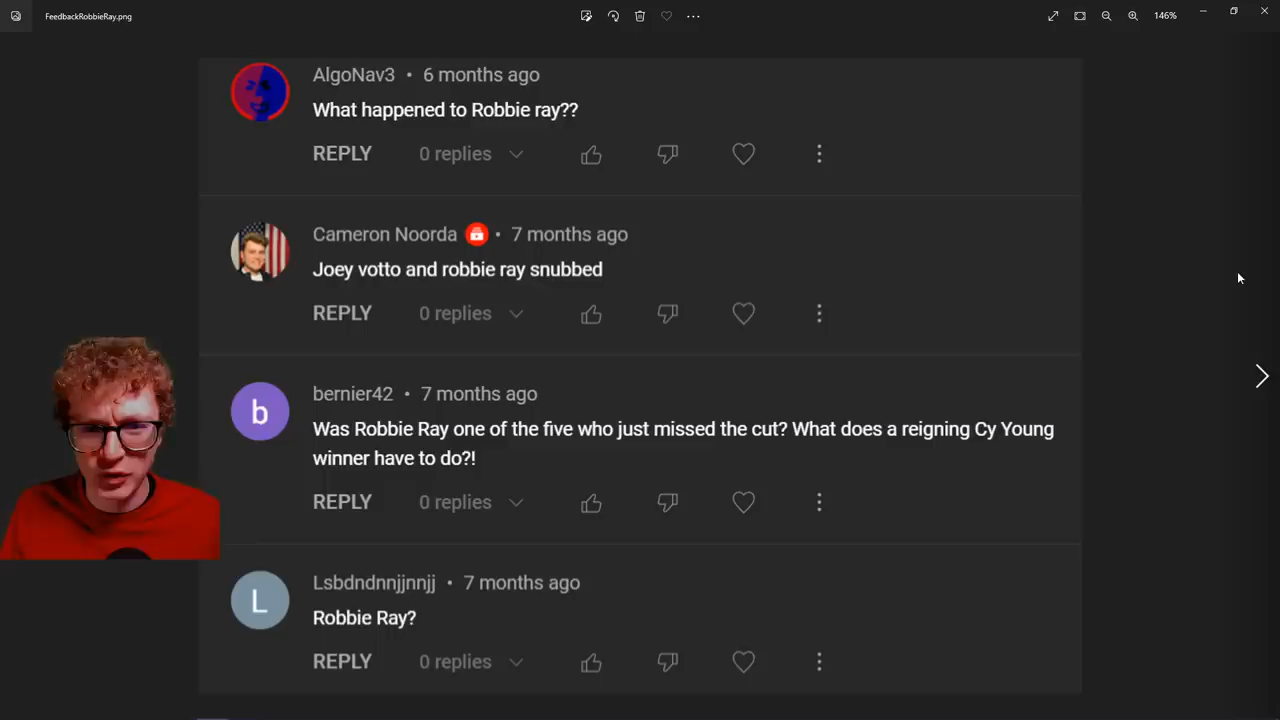 FeedbackRobbieRay.png
146%
AlgoNav3 • 6 months ago
What happened to Robbie ray??
REPLY 0 replies
Cameron Noorda • 7 months ago
Joey votto and robbie ray snubbed
REPLY 0 replies
b
bernier42 • 7 months ago
Was Robbie Ray one of the five who just missed the cut? What does a reigning Cy Young
winner have to do?!
REPLY 0 replies
L
Lsbdndnnjjnnjj • 7 months ago
Robbie Ray?
REPLY 0 replies